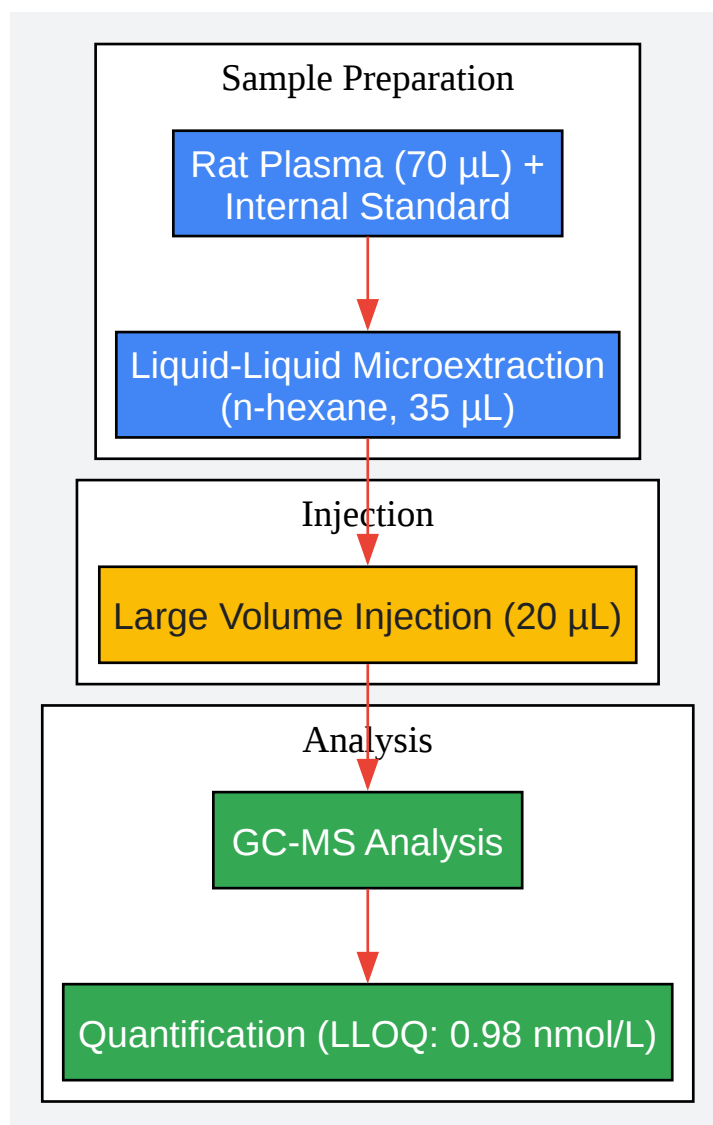 Sample Preparation
Rat Plasma (70 µL) +
Internal Standard
Liquid-Liquid Microextraction
(n-hexane, 35 µL)
Injection
Large Volume Injection (20 µL)
Analysis
GC-MS Analysis
Quantification (LLOQ: 0.98 nmol/L)